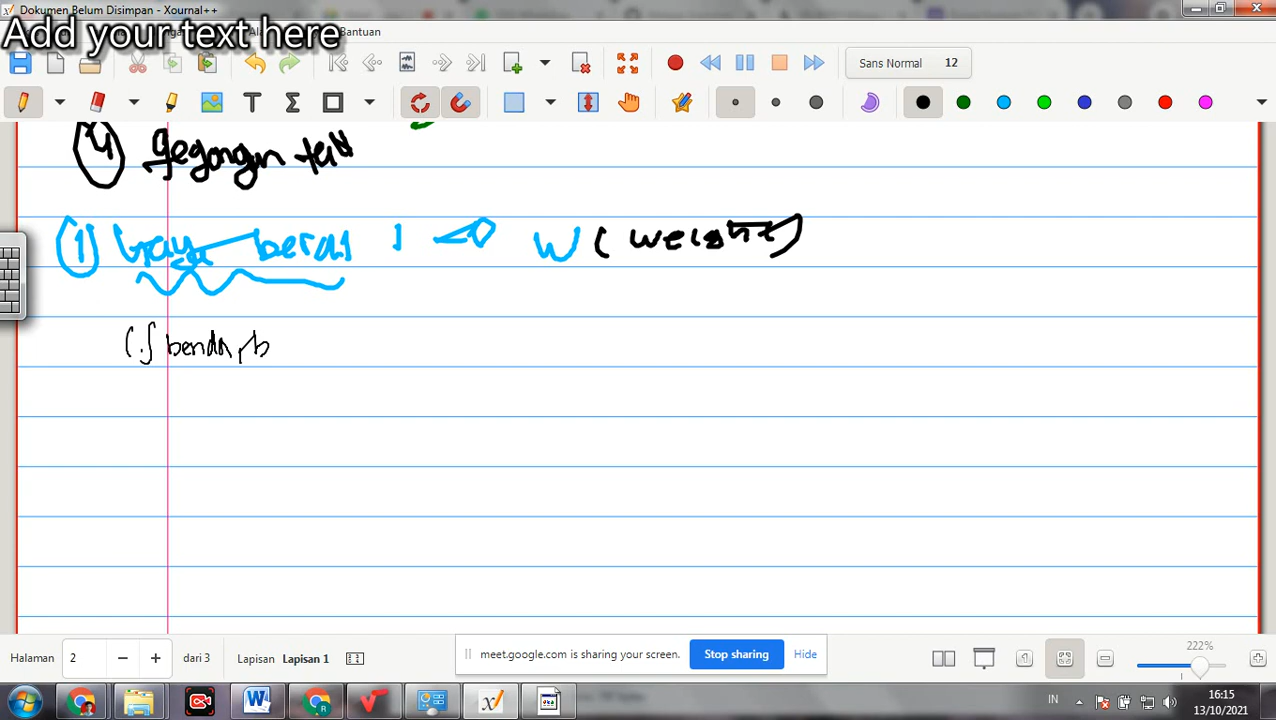 Dokumen Belum Disimpan - Xournal++
Add your text here
Bantuan
Sans Normal 12
4 gegangan tali
1 Gaya berat : W (weight)
(.) benda, b
meet.google.com is sharing your screen.
Stop sharing
Hide
Halaman 2 dari 3 Lapisan Lapisan 1
222%
IN
16:15
13/10/2021